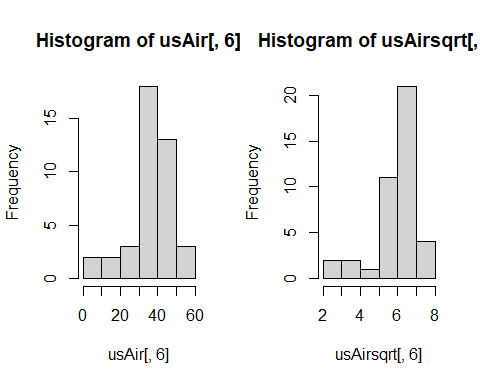 Histogram of usAir[, 6]
Frequency
0
5
10
15
0
20
40
60
usAir[, 6]
Histogram of usAirsqrt[,
Frequency
0
5
10
15
20
2
4
6
8
usAirsqrt[, 6]